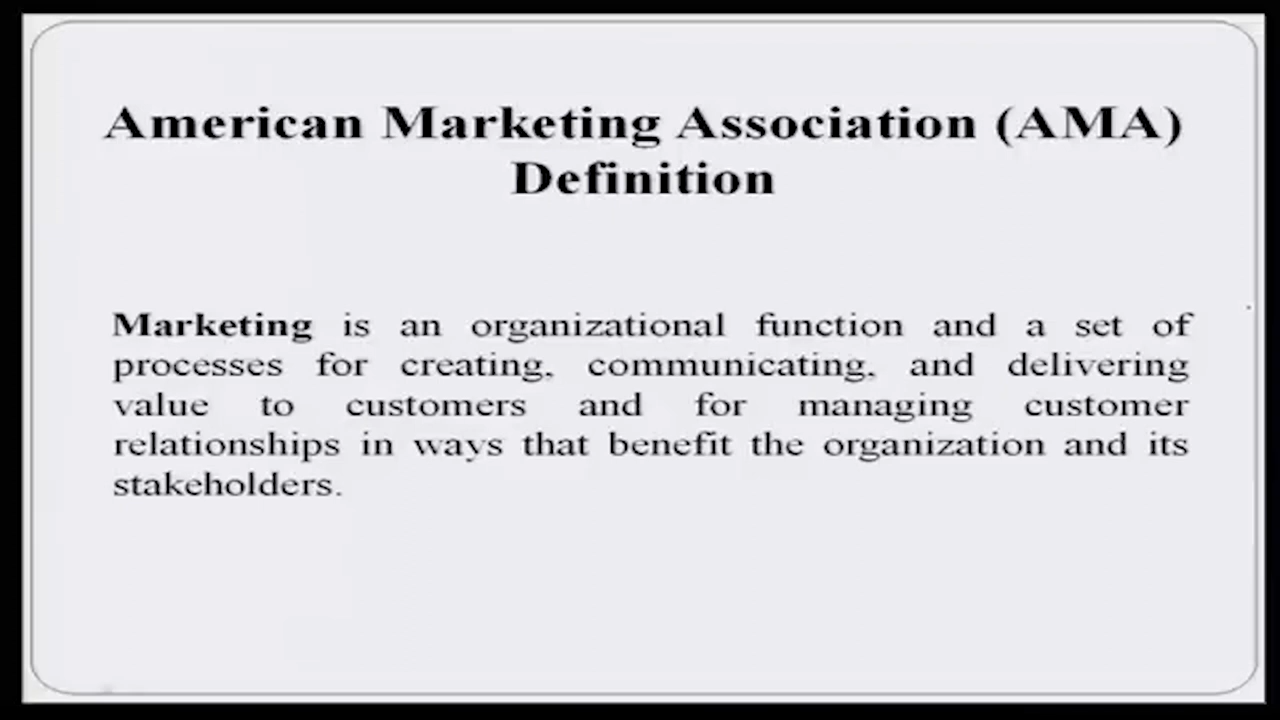 American Marketing Association (AMA)
Definition
Marketing is an organizational function and a set of
processes for creating, communicating, and delivering
value to customers and for managing customer
relationships in ways that benefit the organization and its
stakeholders.